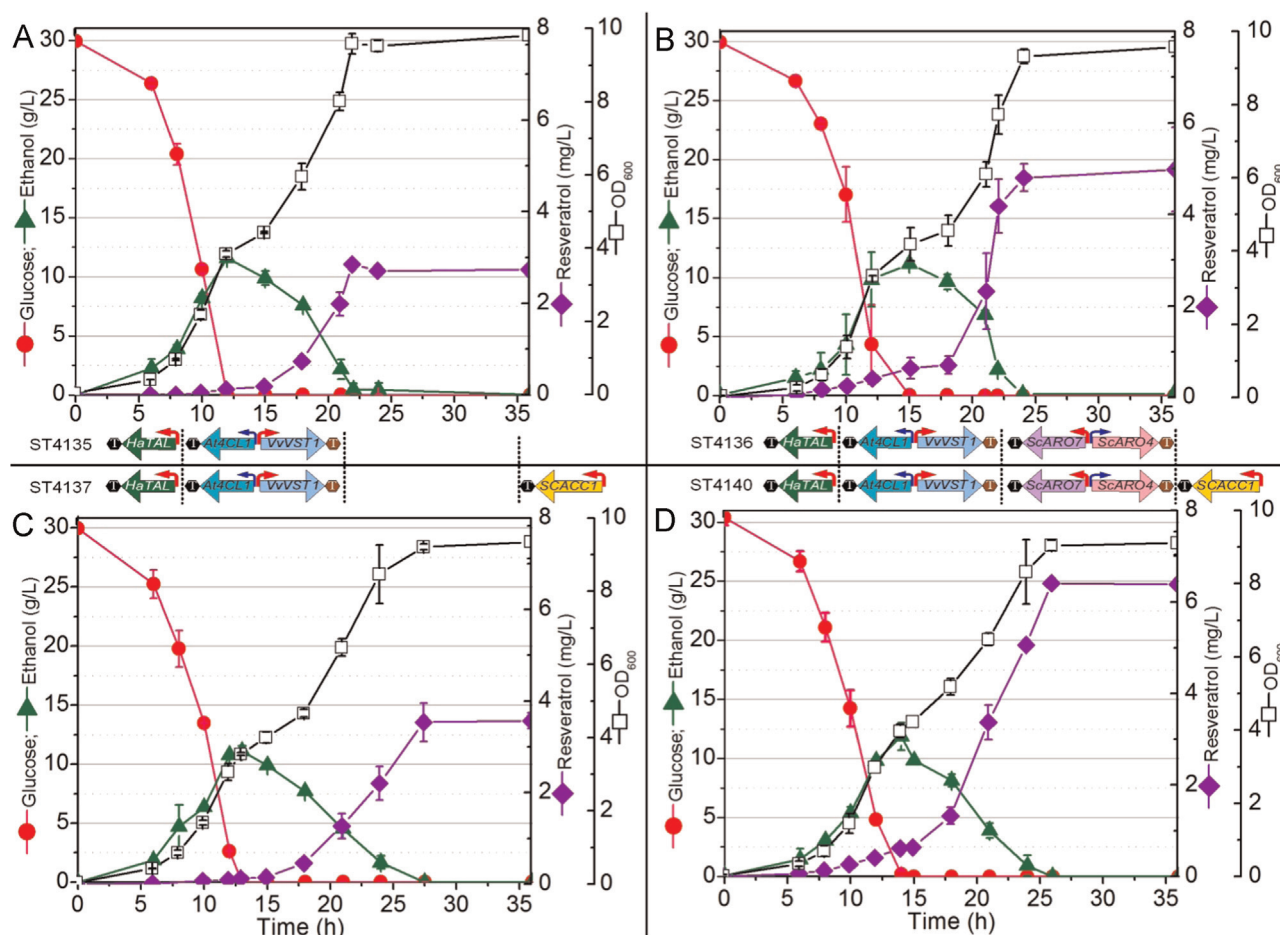 A
30
25
20
15
10
5
0
0 5 10 15 20 25 30 35
8
6
4
2
0
10
8
6
4
2
0
Glucose; Ethanol (g/L)
Resveratrol (mg/L)
OD600
B
30
25
20
15
10
5
0
0 5 10 15 20 25 30 35
8
6
4
2
0
10
8
6
4
2
0
Glucose; Ethanol (g/L)
Resveratrol (mg/L)
OD600
ST4135 T HaTAL T At4CL1 VvVST1 T
ST4136 T HaTAL T At4CL1 VvVST1 T ScARO7 ScARO4 T
ST4137 T HaTAL T At4CL1 VvVST1 T T SCACC1
ST4140 T HaTAL T At4CL1 VvVST1 T ScARO7 ScARO4 T T SCACC1
C
30
25
20
15
10
5
0
0 5 10 15 20 25 30 35
Time (h)
8
6
4
2
0
10
8
6
4
2
0
Glucose; Ethanol (g/L)
Resveratrol (mg/L)
OD600
D
30
25
20
15
10
5
0
0 5 10 15 20 25 30 35
Time (h)
8
6
4
2
0
10
8
6
4
2
0
Glucose; Ethanol (g/L)
Resveratrol (mg/L)
OD600